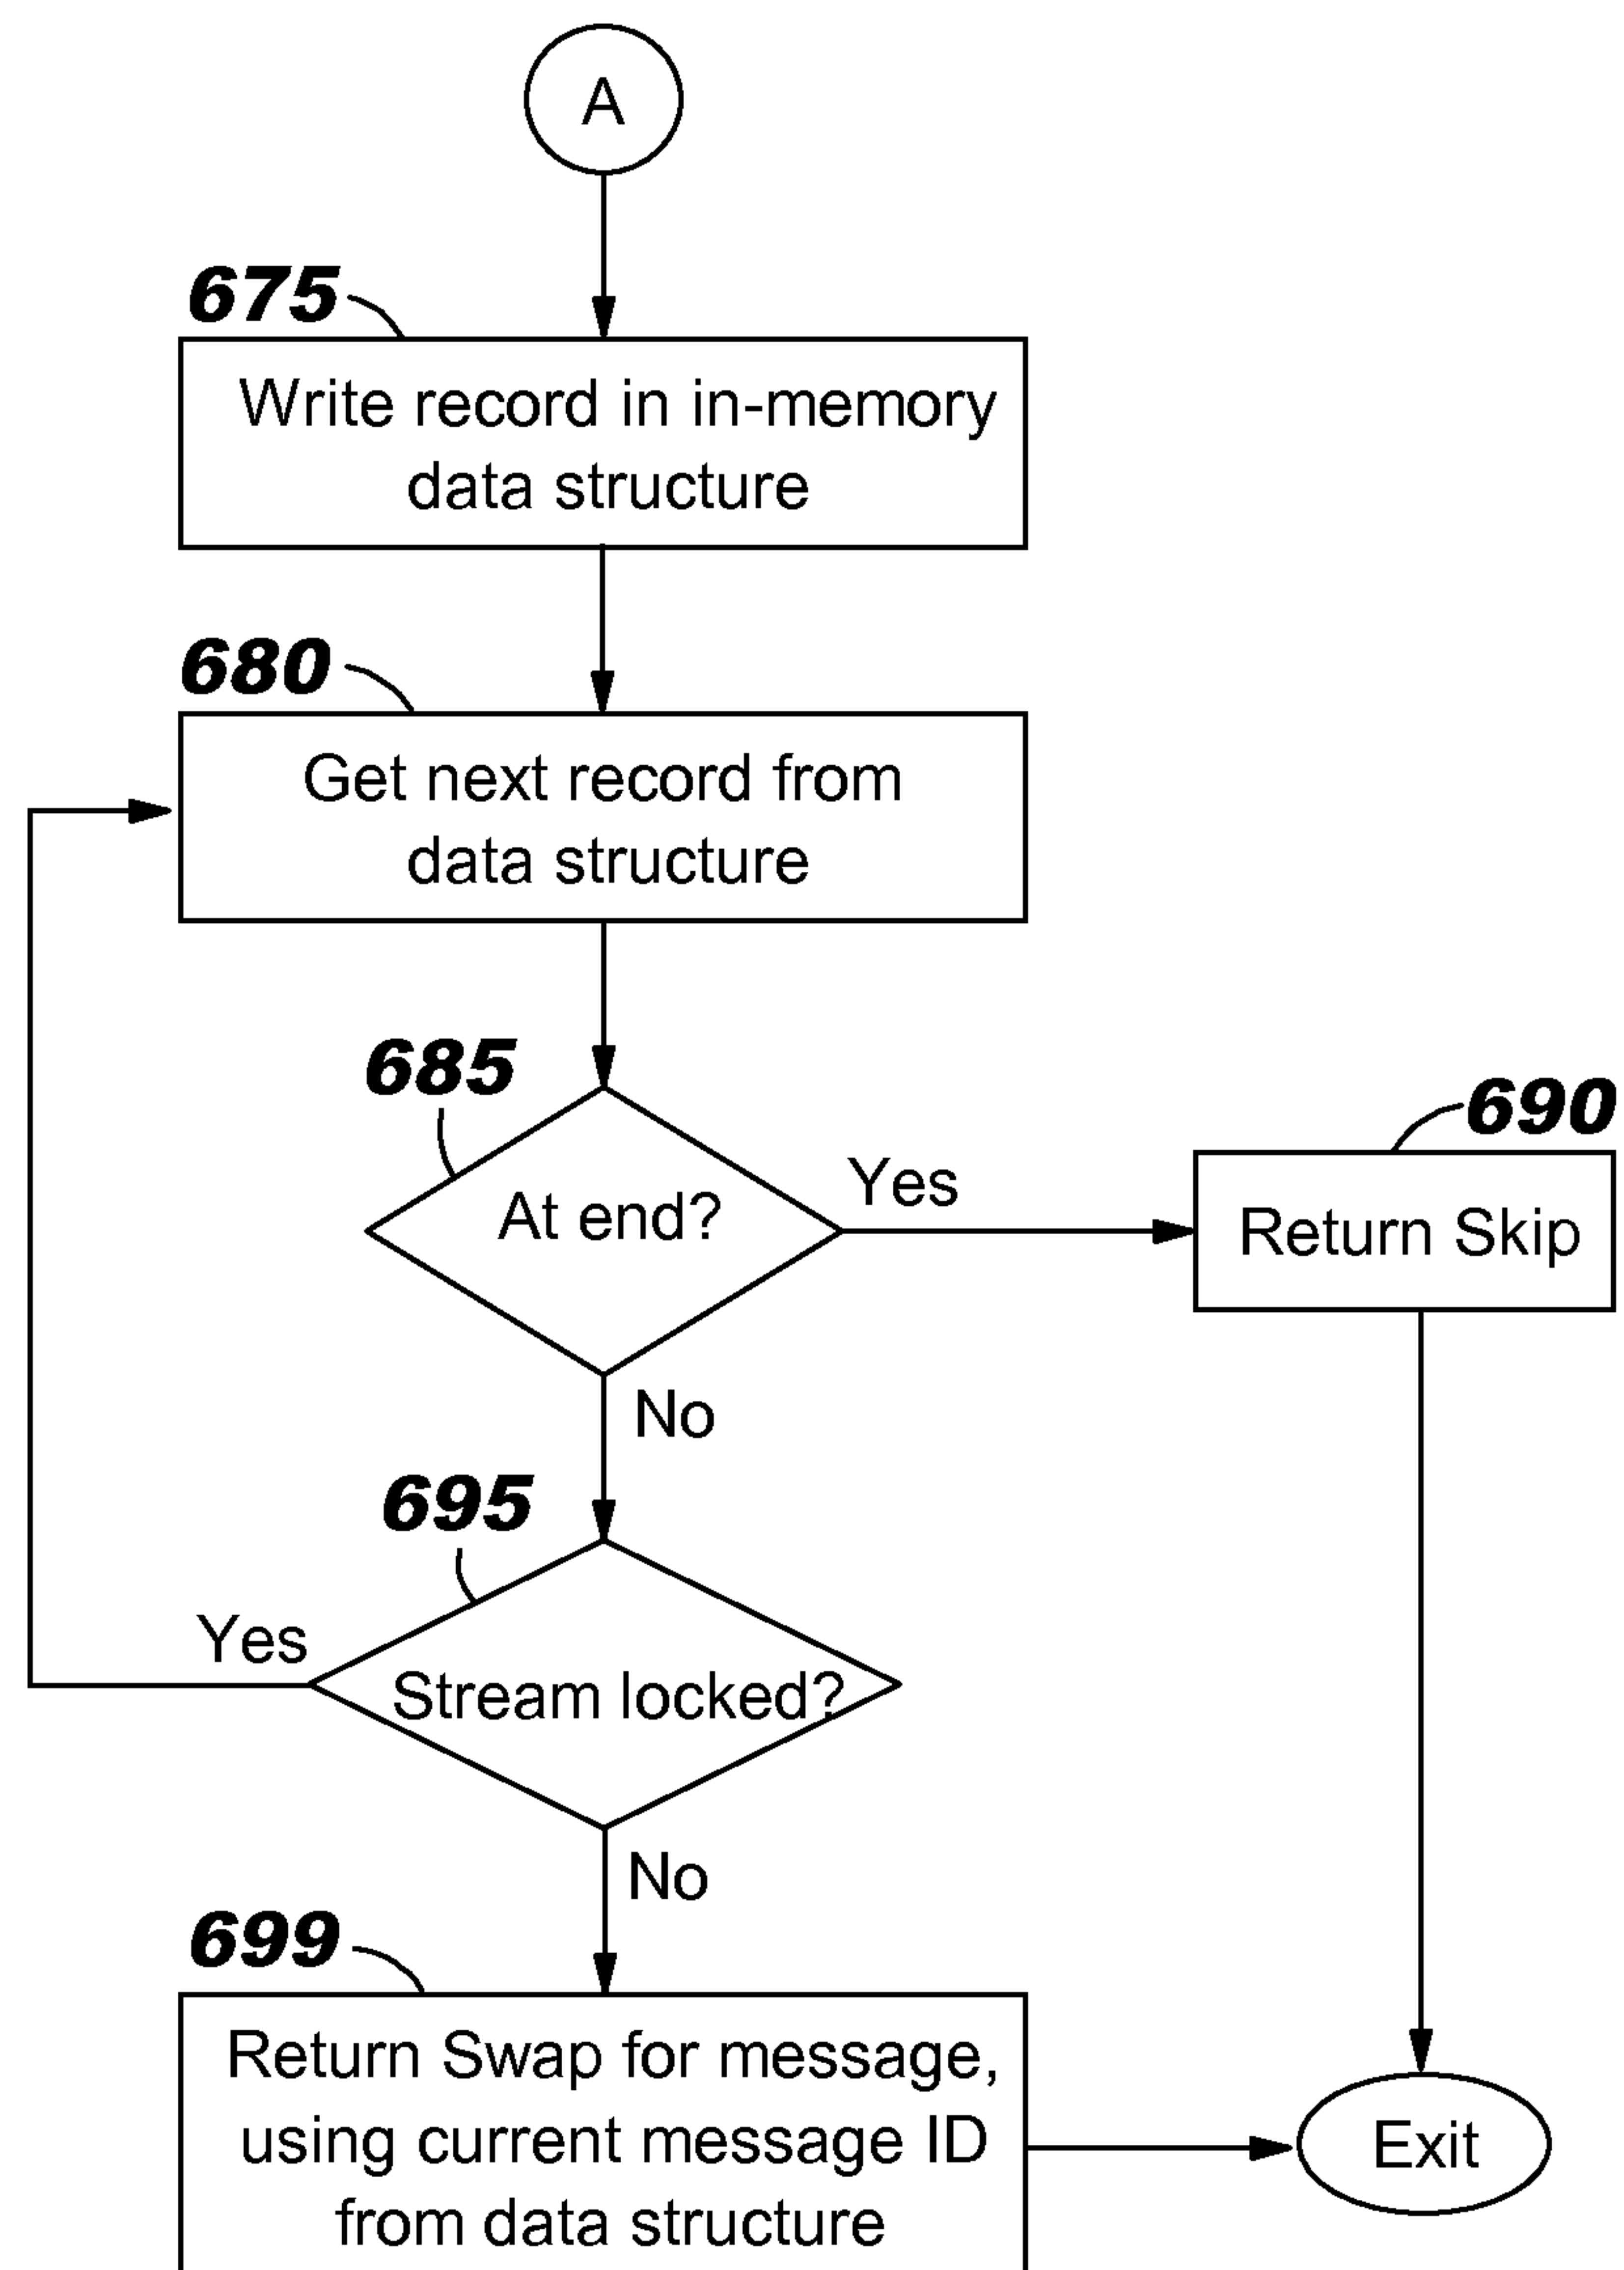 A
675
Write record in in-memory
data structure
680
Get next record from
data structure
685
At end?
Yes
690
Return Skip
No
695
Yes
Stream locked?
No
699
Return Swap for message,
using current message ID
from data structure
Exit